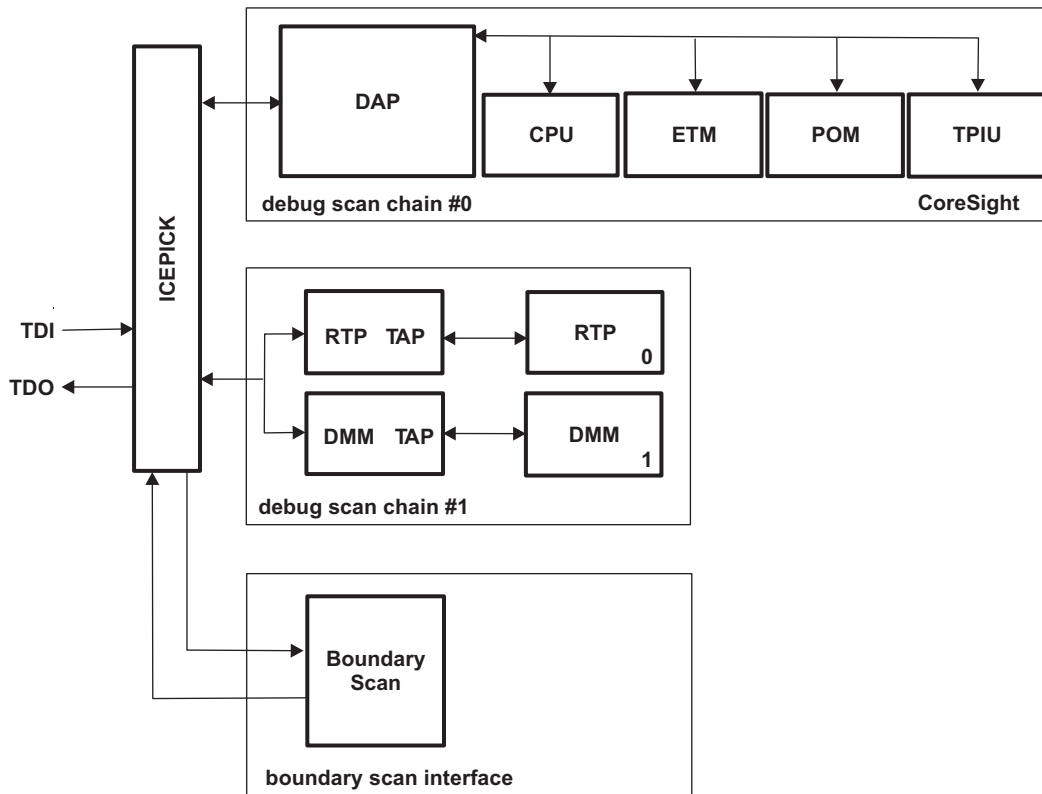 DAP
CPU
ETM
POM
TPIU
debug scan chain #0
CoreSight
ICEPICK
TDI
TDO
RTP TAP
RTP
0
DMM TAP
DMM
1
debug scan chain #1
Boundary
Scan
boundary scan interface